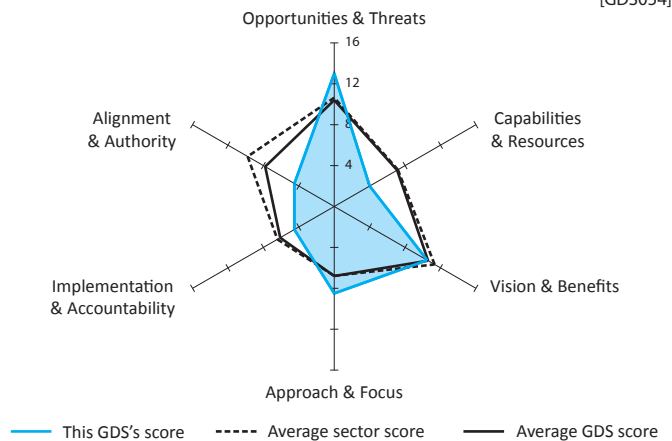 Opportunities & Threats
16
12
8
4
Alignment
& Authority
Capabilities
& Resources
Implementation
& Accountability
Vision & Benefits
Approach & Focus
This GDS’s score
Average sector score
Average GDS score